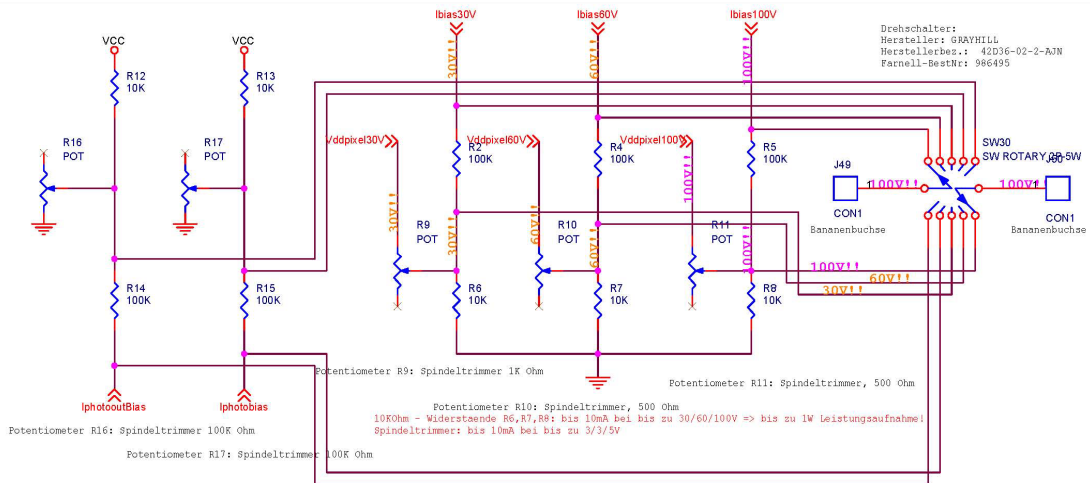 Ibias30V
Ibias60V
Ibias100V
Drehschalter:
Hersteller: GRAYHILL
Herstellerbez.: 42D36-02-2-AJN
Farnell-BestNr: 986495
VCC
VCC
30V!!
60V!!
100V!!
R12
10K
R13
10K
R16
POT
R17
POT
Vddpixel30V
Vddpixel60V
Vddpixel100V
R2
100K
R4
100K
R5
100K
SW30
SW ROTARY 2P-5W
J49
1
100V!!
100V!!
1
CON1
Bananenbuchse
CON1
Bananenbuchse
30V!!
R9
POT
30V!!
60V!!
R10
POT
60V!!
100V!!
R11
POT
100V!!
100V!!
60V!!
30V!!
R14
100K
R15
100K
R6
10K
R7
10K
R8
10K
Potentiometer R9: Spindeltrimmer 1K Ohm
Potentiometer R11: Spindeltrimmer, 500 Ohm
IphotooutBias
Iphotobias
Potentiometer R10: Spindeltrimmer, 500 Ohm
10KOhm - Widerstaende R6,R7,R8: bis 10mA bei bis zu 30/60/100V => bis zu 1W Leistungsaufnahme!
Spindeltrimmer: bis 10mA bei bis zu 3/3/5V
Potentiometer R16: Spindeltrimmer 100K Ohm
Potentiometer R17: Spindeltrimmer 100K Ohm